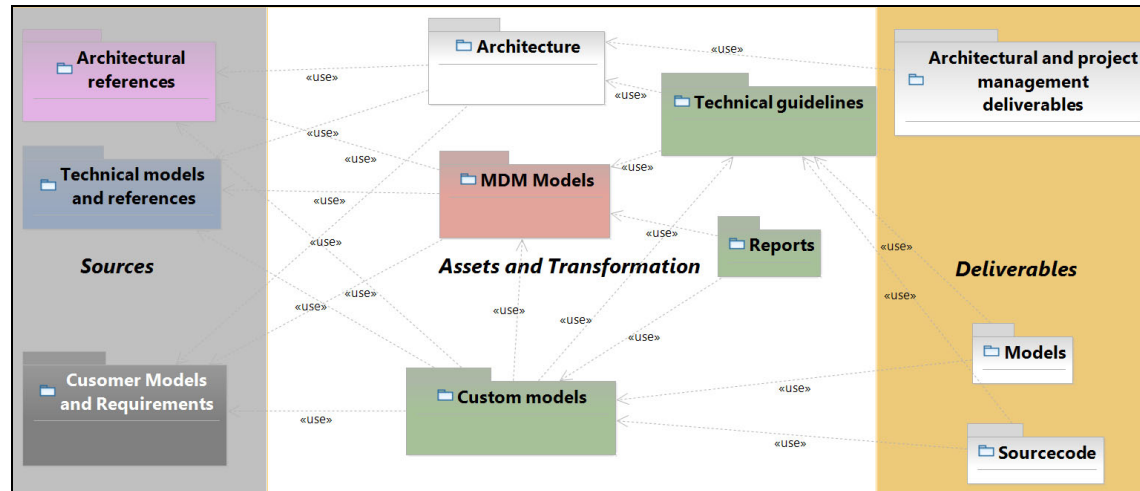 Architectural
references
Technical models
and references
Sources
Cusomer Models
and Requirements
Architecture
«use»
«use»
«use»
Technical guidelines
«use»
«use»
«use»
MDM Models
«use»
«use»
Reports
Assets and Transformation
«use»
«use»
«use»
«use»
«use»
«use»
Custom models
«use»
«use»
«use»
Architectural and project
management
deliverables
«use»
«use»
Deliverables
Models
Sourcecode